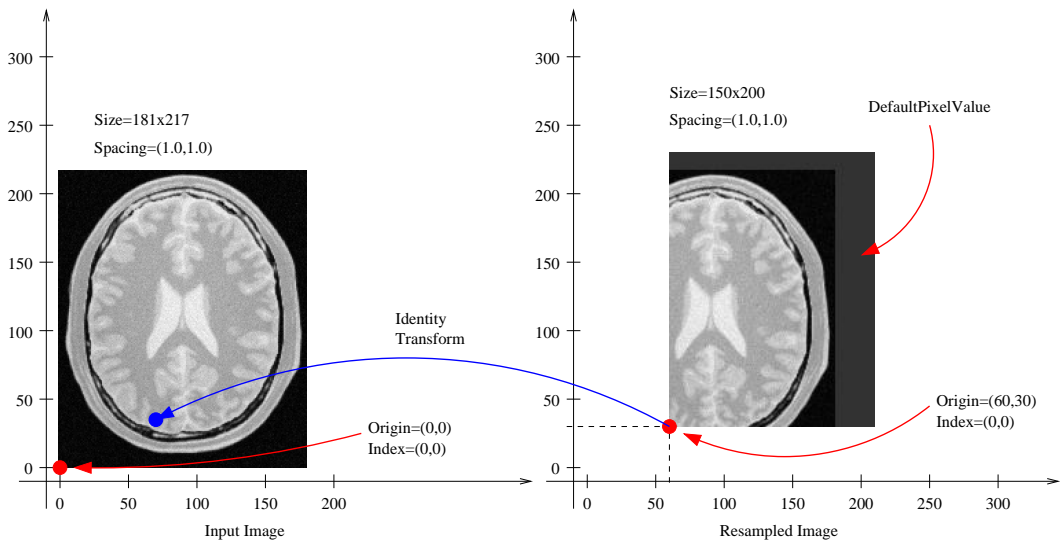 300
250
200
150
100
50
0
Size=181x217
Spacing=(1.0,1.0)
Identity
Transform
Origin=(0,0)
Index=(0,0)
0 50 100 150 200
Input Image
300
250
200
150
100
50
0
Size=150x200
Spacing=(1.0,1.0)
DefaultPixelValue
Origin=(60,30)
Index=(0,0)
0 50 100 150 200 250 300
Resampled Image